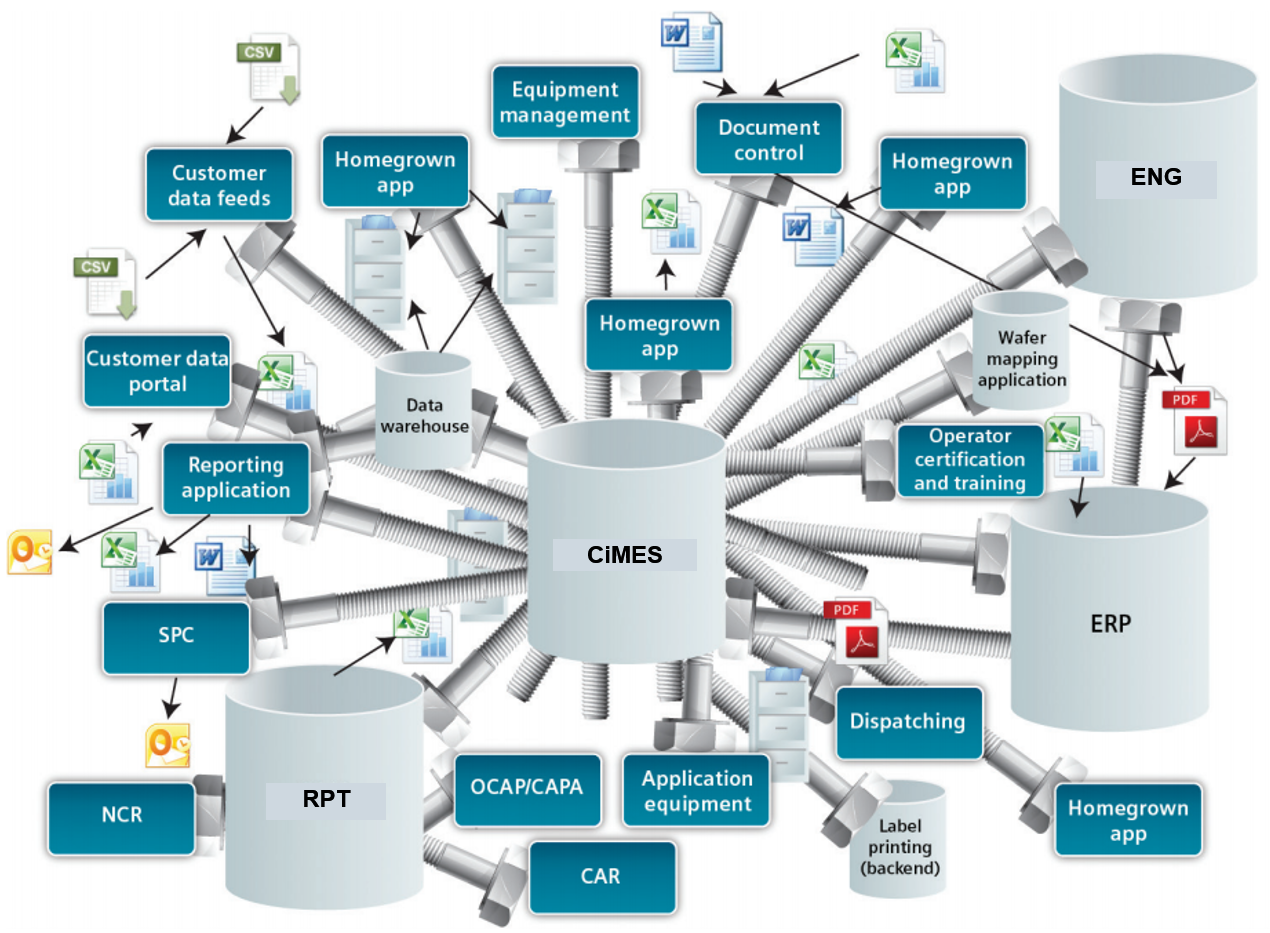 CSV
Equipment
management
Document
control
ENG
Customer
data feeds
Homegrown
app
Homegrown
app
CSV
Homegrown
app
Wafer
mapping
application
Customer data
portal
Data
warehouse
PDF
Operator
certification
and training
Reporting
application
CiMES
SPC
PDF
ERP
Dispatching
NCR
RPT
OCAP/CAPA
Application
equipment
Homegrown
app
Label
printing
(backend)
CAR